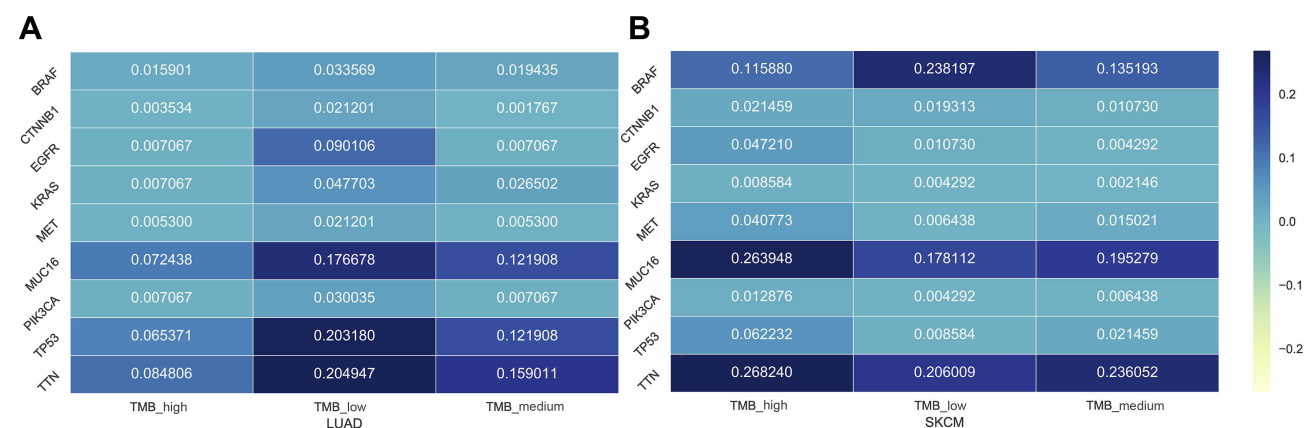 A
BRAF 0.015901 0.033569 0.019435
CTNNB1 0.003534 0.021201 0.001767
EGFR 0.007067 0.090106 0.007067
KRAS 0.007067 0.047703 0.026502
MET 0.005300 0.021201 0.005300
MUC16 0.072438 0.176678 0.121908
PIK3CA 0.007067 0.030035 0.007067
TP53 0.065371 0.203180 0.121908
TTN 0.084806 0.204947 0.159011
TMB_high TMB_low TMB_medium
LUAD
B
BRAF 0.115880 0.238197 0.135193
CTNNB1 0.021459 0.019313 0.010730
EGFR 0.047210 0.010730 0.004292
KRAS 0.008584 0.004292 0.002146
MET 0.040773 0.006438 0.015021
MUC16 0.263948 0.178112 0.195279
PIK3CA 0.012876 0.004292 0.006438
TP53 0.062232 0.008584 0.021459
TTN 0.268240 0.206009 0.236052
TMB_high TMB_low TMB_medium
SKCM
0.2
0.1
0.0
−0.1
−0.2